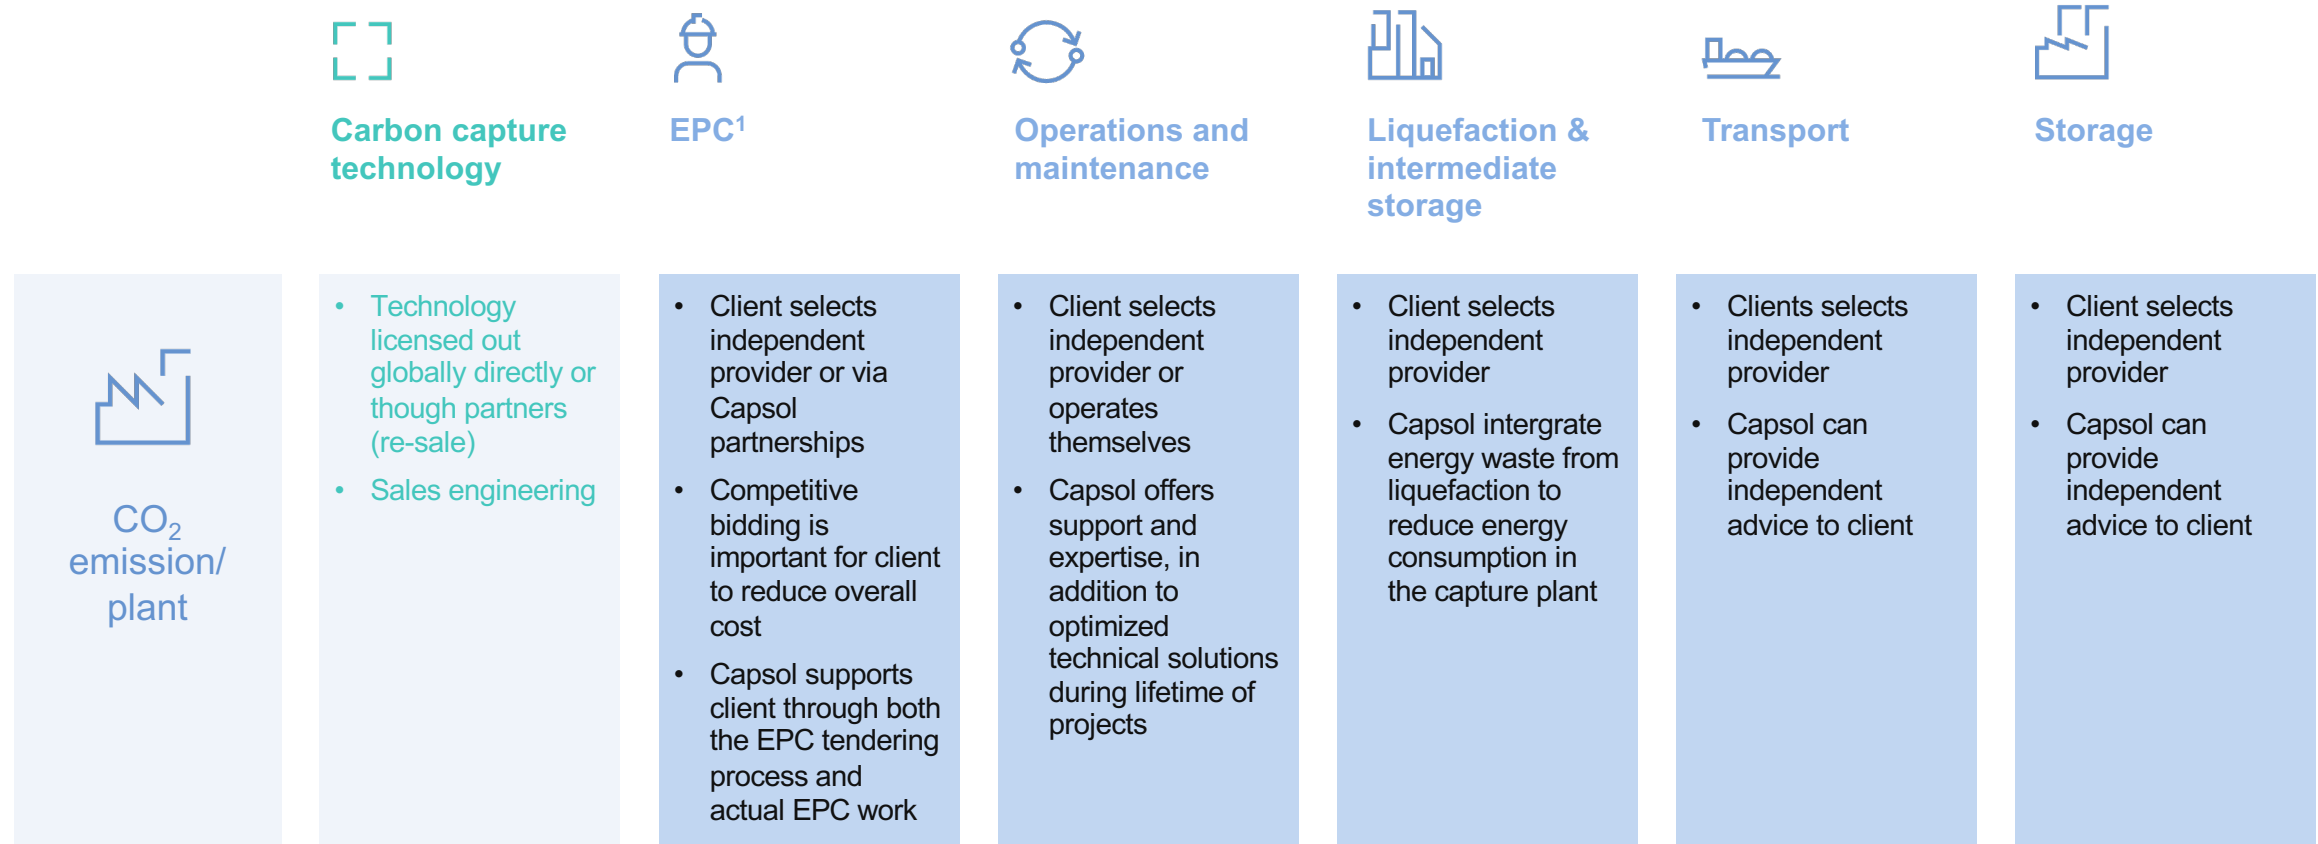 Carbon capture
technology
EPC¹
Operations and
maintenance
Liquefaction &
intermediate
storage
Transport
Storage
CO₂
emission/
plant
• Technology
licensed out
globally directly or
though partners
(re-sale)
• Sales engineering
• Client selects
independent
provider or via
Capsol
partnerships
• Competitive
bidding is
important for client
to reduce overall
cost
• Capsol supports
client through both
the EPC tendering
process and
actual EPC work
• Client selects
independent
provider or
operates
themselves
• Capsol offers
support and
expertise, in
addition to
optimized
technical solutions
during lifetime of
projects
• Client selects
independent
provider
• Capsol intergrate
energy waste from
liquefaction to
reduce energy
consumption in
the capture plant
• Clients selects
independent
provider
• Capsol can
provide
independent
advice to client
• Client selects
independent
provider
• Capsol can
provide
independent
advice to client